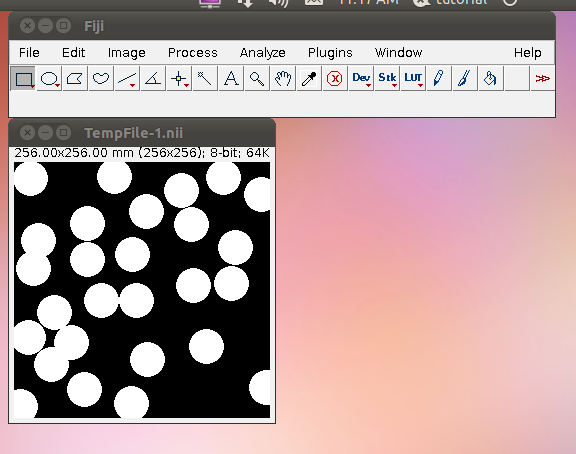 11:17 AM tutorial
Fiji
File Edit Image Process Analyze Plugins Window Help
A Dev Stk LUT >>
TempFile-1.nii
256.00x256.00 mm (256x256); 8-bit; 64K